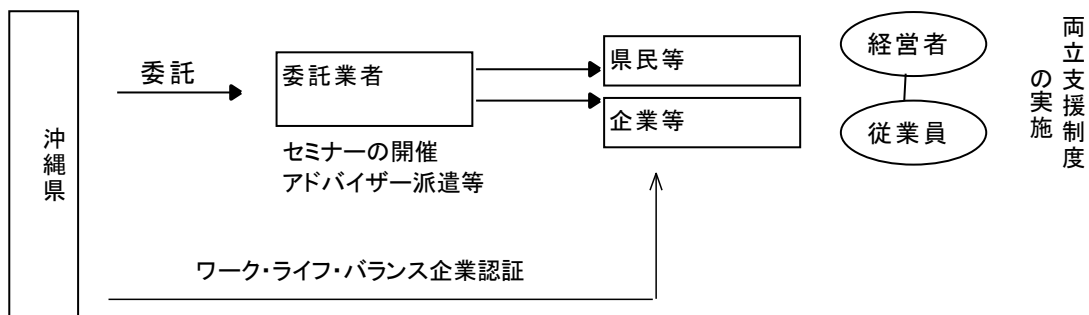 沖縄県
委託
委託業者
セミナーの開催
アドバイザー派遣等
県民等
企業等
経営者
従業員
両立支援制度
の実施
ワーク・ライフ・バランス企業認証